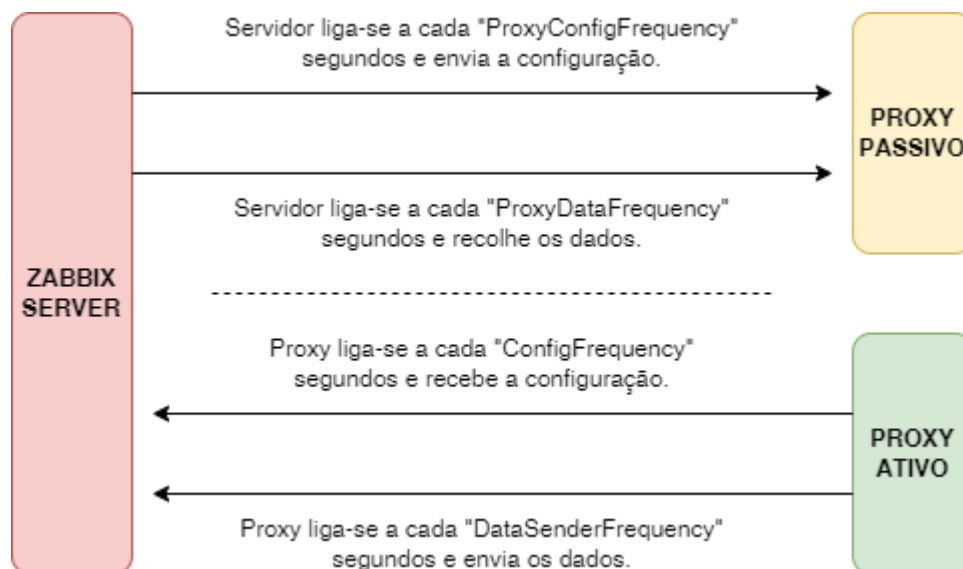 Servidor liga-se a cada "ProxyConfigFrequency"
segundos e envia a configuração.
PROXY
PASSIVO
Servidor liga-se a cada "ProxyDataFrequency"
segundos e recolhe os dados.
ZABBIX
SERVER
Proxy liga-se a cada "ConfigFrequency"
segundos e recebe a configuração.
PROXY
ATIVO
Proxy liga-se a cada "DataSenderFrequency"
segundos e envia os dados.